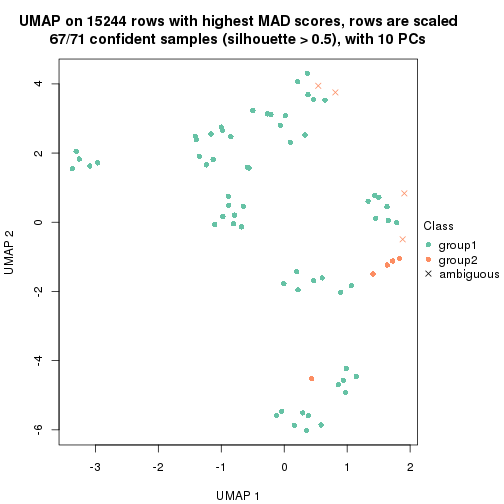 UMAP on 15244 rows with highest MAD scores, rows are scaled
67/71 confident samples (silhouette > 0.5), with 10 PCs
4
2
0
-2
-4
-6
UMAP 2
-3
-2
-1
0
1
2
UMAP 1
Class
group1
group2
ambiguous